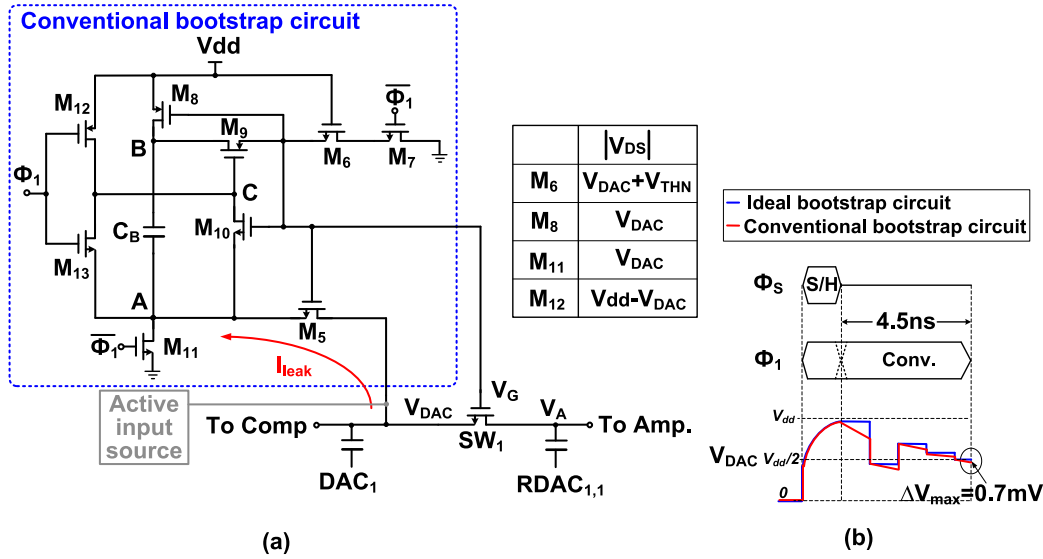 Conventional bootstrap circuit
Vdd
M12
M8
Φ1
M9
B
M6
M7
Φ1
C
CB
M10
M13
A
M5
Φ1
M11
Ileak
Active
input
source
VDAC
VG
VA
To Comp
SW1
To Amp.
DAC1
RDAC1,1
(a)
|VDS|
M6 VDAC+VTHN
M8 VDAC
M11 VDAC
M12 Vdd-VDAC
Ideal bootstrap circuit
Conventional bootstrap circuit
ΦS S/H
4.5ns
Φ1 Conv.
Vdd
VDAC Vdd/2
0
ΔVmax=0.7mV
(b)